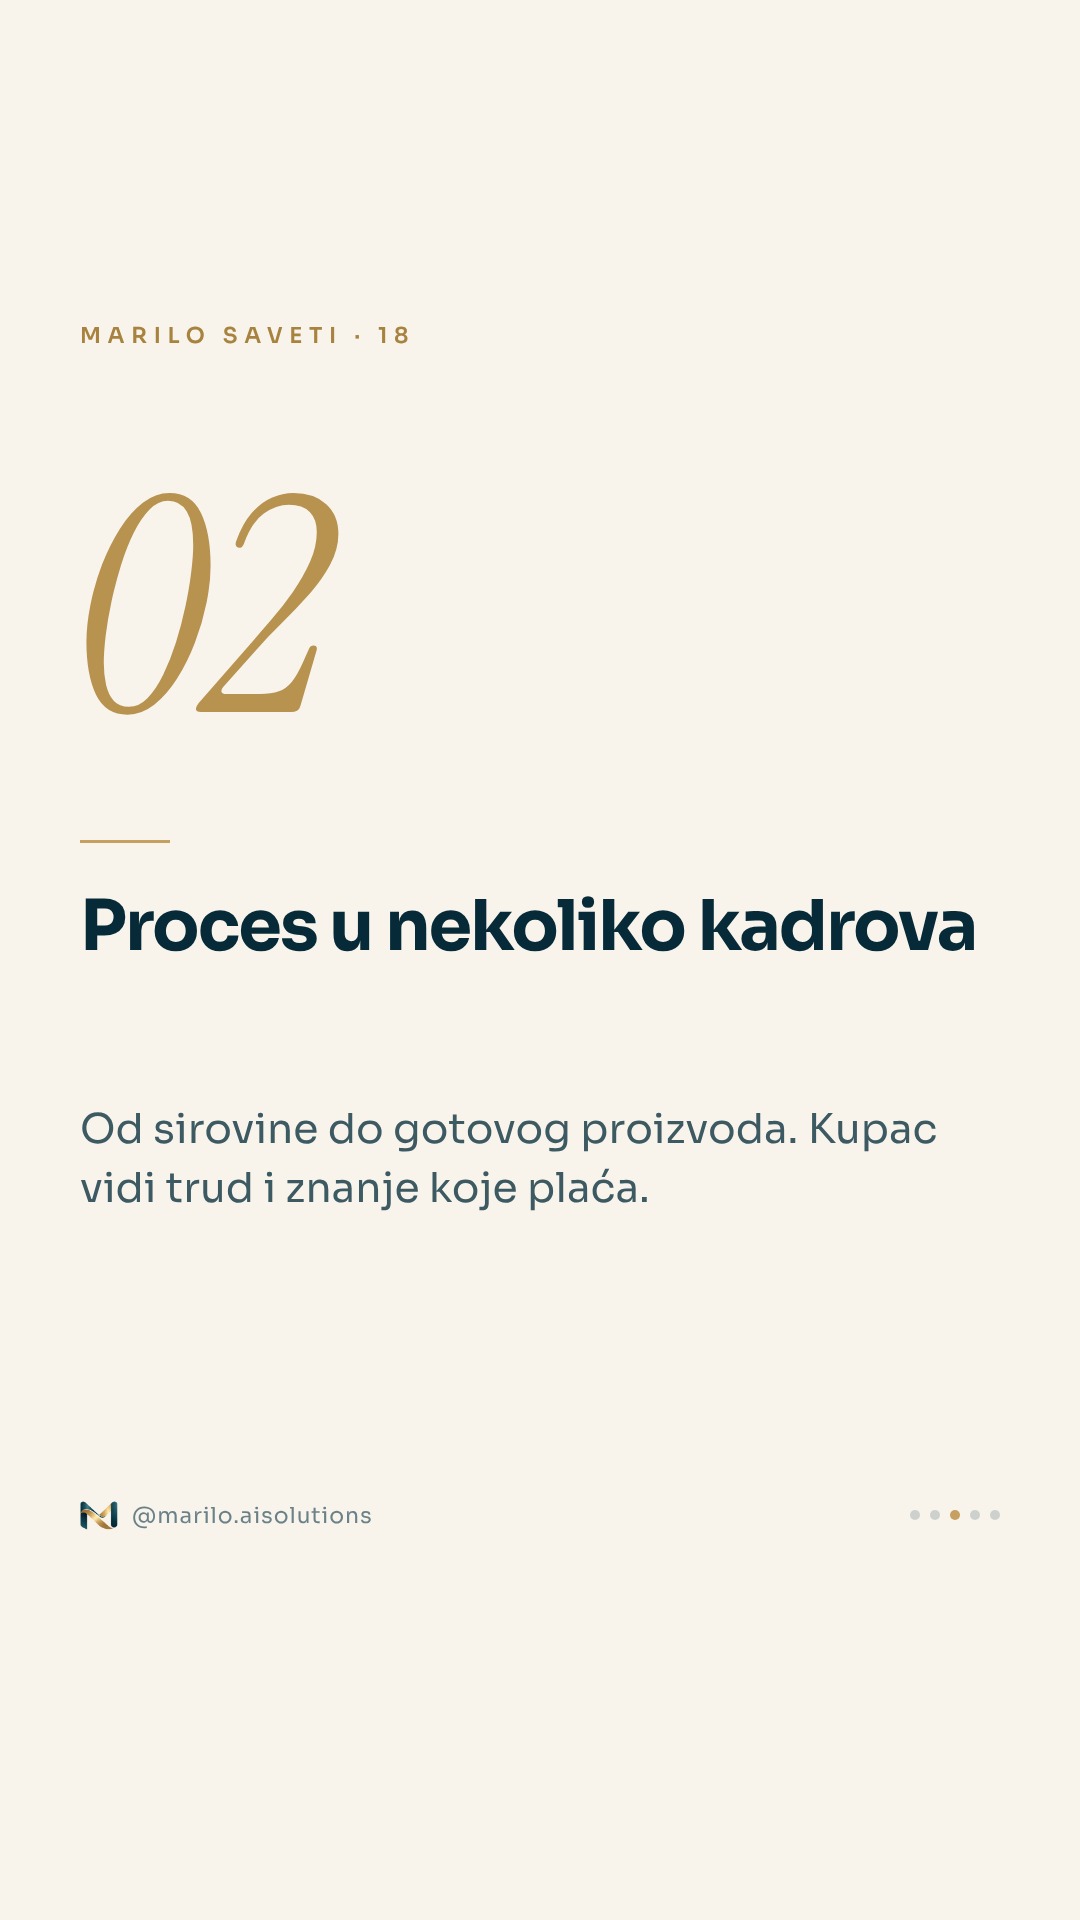 MARILO SAVETI · 18
02
Proces u nekoliko kadrova
Od sirovine do gotovog proizvoda. Kupac
vidi trud i znanje koje plaća.
@marilo.aisolutions